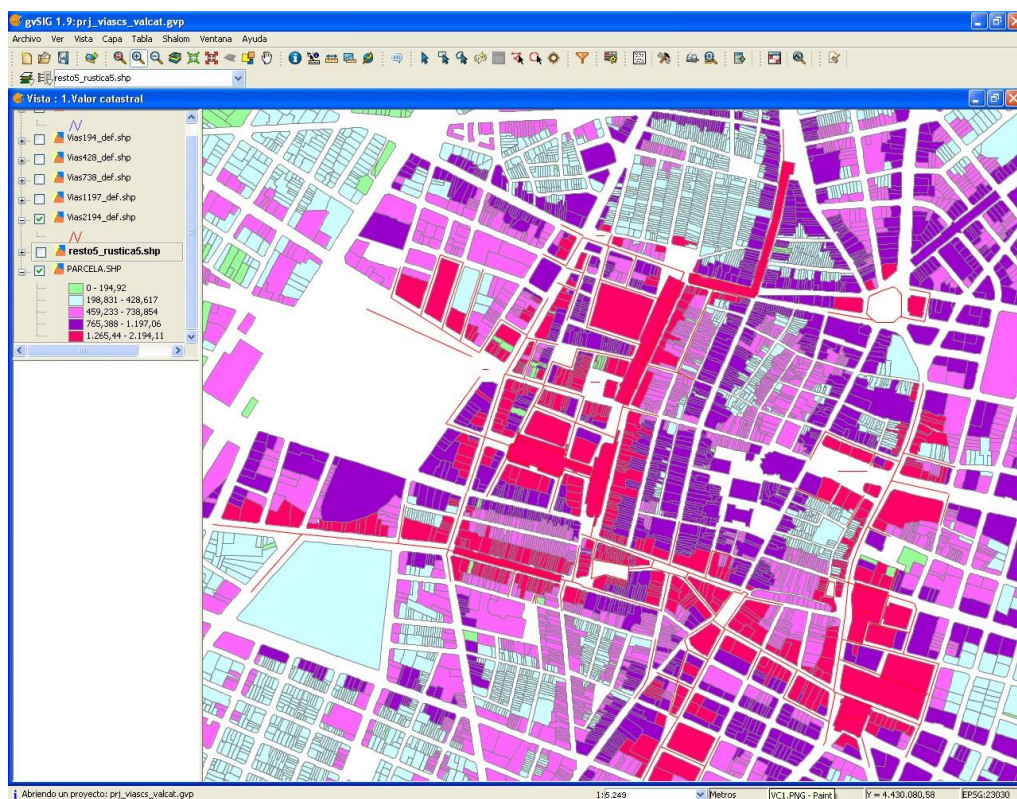 gvSIG 1.9:prj_viascs_valcat.gvp
Archivo Ver Vista Capa Tabla Shalom Ventana Ayuda
resto5_rustica5.shp
Vista : 1.Valor catastral
Vias194_def.shp
Vias428_def.shp
Vias738_def.shp
Vias1197_def.shp
Vias2194_def.shp
resto5_rustica5.shp
PARCELA.SHP
0 - 194,92
198,831 - 428,617
459,233 - 738,854
765,388 - 1.197,06
1.265,44 - 2.194,11
Abriendo un proyecto: prj_viascs_valcat.gvp
1:5.249
Metros
VC1.PNG - Paint
Y = 4.430.080,58
EPSG:23030